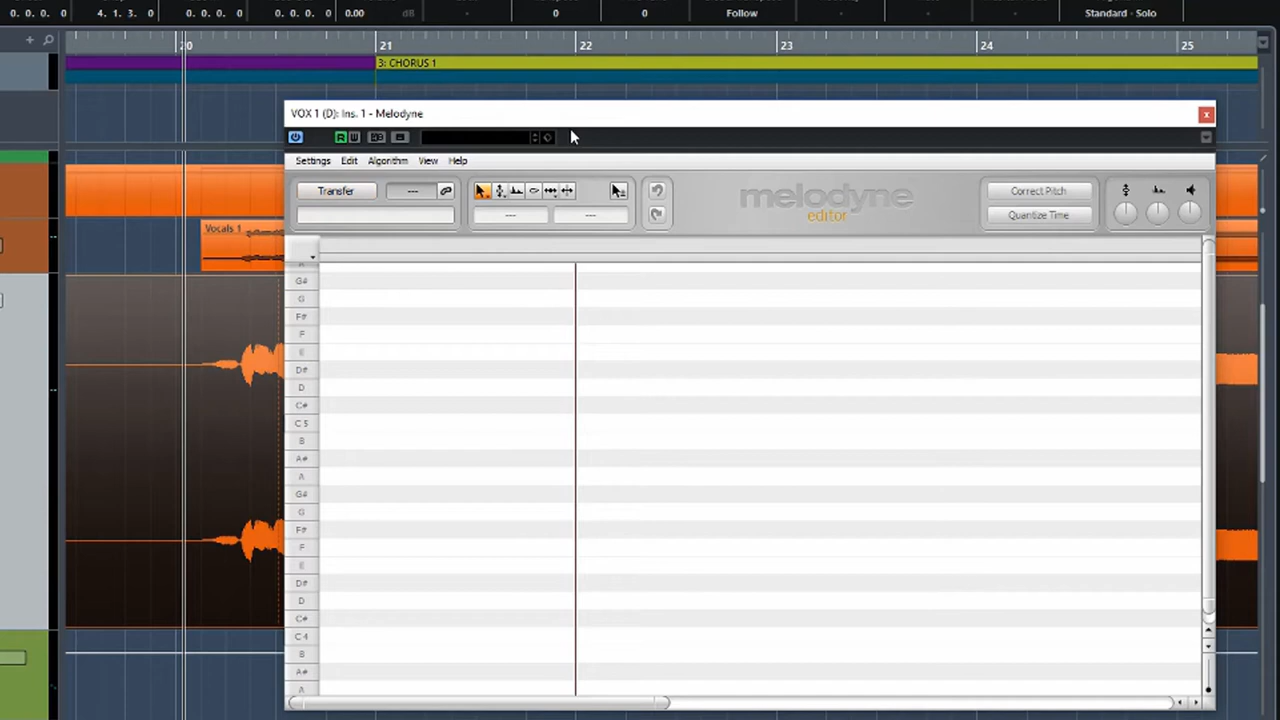 0. 0. 0. 0. 4. 1. 3. 0. 0. 0. 0. 0 0. 0. 0. 0 0.00 dB - 0 0 Follow - - - Standard - Solo
20 21 22 23 24 25
3: CHORUS 1
VOX 1 (D): Ins. 1 - Melodyne
x
R W
Settings Edit Algorithm View Help
Transfer ---
melodyne
editor
Correct Pitch
--- ---
Quantize Time
Vocals 1
G#
G
F#
F
E
D#
D
C#
C 5
B
A#
A
G#
G
F#
F
E
D#
D
C#
C 4
B
A#
A